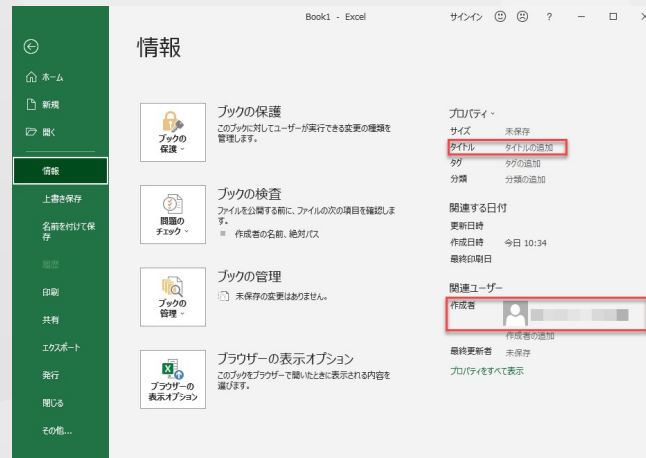 Book1 - Excel
サインイン
?
情報
ホーム
新規
開く
情報
上書き保存
名前を付けて保
存
履歴
印刷
共有
エクスポート
発行
閉じる
その他...
ブックの
保護
ブックの保護
このブックに対してユーザーが実行できる変更の種類を
管理します。
問題の
チェック
ブックの検査
ファイルを公開する前に、ファイルの次の項目を確認しま
す。
作成者の名前、絶対パス
ブックの
管理
ブックの管理
未保存の変更はありません。
ブラウザーの
表示オプション
ブラウザーの表示オプション
このブックをブラウザーで開いたときに表示される内容を
選びます。
プロパティ
サイズ 未保存
タイトル タイトルの追加
タグ タグの追加
分類 分類の追加
関連する日付
更新日時
作成日時 今日 10:34
最終印刷日
関連ユーザー
作成者
作成者の追加
最終更新者 未保存
プロパティをすべて表示